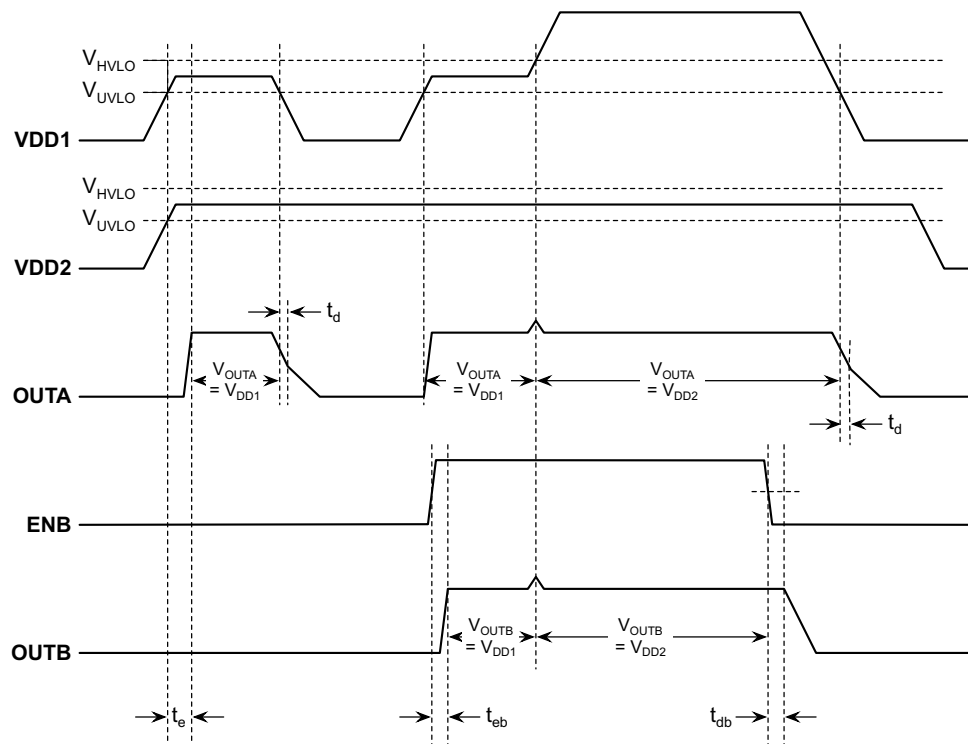 V_HVLO
V_UVLO
VDD1
V_HVLO
V_UVLO
VDD2
t_d
V_OUTA
= V_DD1
V_OUTA
= V_DD1
V_OUTA
= V_DD2
OUTA
t_d
ENB
V_OUTB
= V_DD1
V_OUTB
= V_DD2
OUTB
t_e
t_eb
t_db